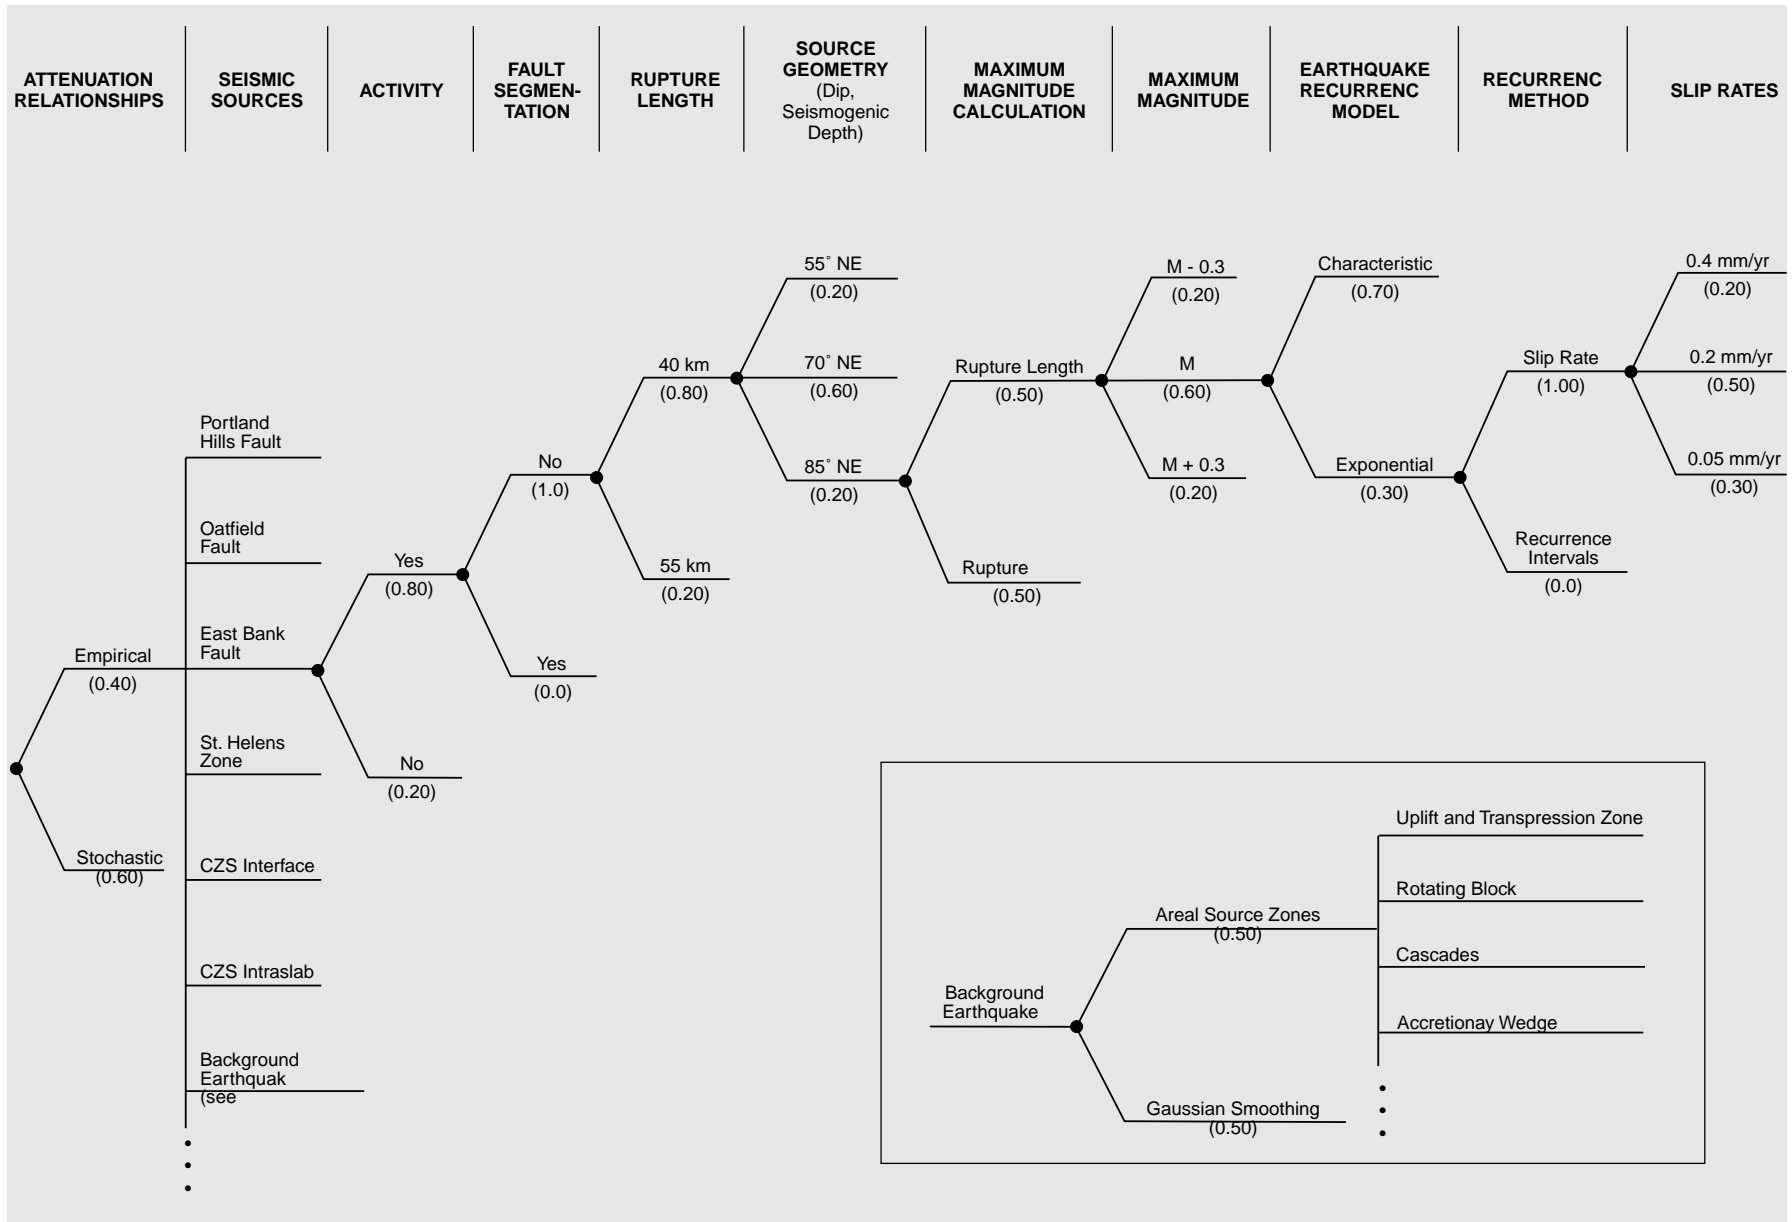 ATTENUATION
RELATIONSHIPS
SEISMIC
SOURCES
ACTIVITY
FAULT
SEGMEN-
TATION
RUPTURE
LENGTH
SOURCE
GEOMETRY
(Dip,
Seismogenic
Depth)
MAXIMUM
MAGNITUDE
CALCULATION
MAXIMUM
MAGNITUDE
EARTHQUAKE
RECURRENC
MODEL
RECURRENC
METHOD
SLIP RATES
Empirical
(0.40)
Stochastic
(0.60)
Portland
Hills Fault
Oatfield
Fault
East Bank
Fault
St. Helens
Zone
CZS Interface
CZS Intraslab
Background
Earthquak
(see
Yes
(0.80)
No
(0.20)
No
(1.0)
Yes
(0.0)
40 km
(0.80)
55 km
(0.20)
55˚ NE
(0.20)
70˚ NE
(0.60)
85˚ NE
(0.20)
Rupture Length
(0.50)
Rupture
(0.50)
M - 0.3
(0.20)
M
(0.60)
M + 0.3
(0.20)
Characteristic
(0.70)
Exponential
(0.30)
Slip Rate
(1.00)
Recurrence
Intervals
(0.0)
0.4 mm/yr
(0.20)
0.2 mm/yr
(0.50)
0.05 mm/yr
(0.30)
Background
Earthquake
Areal Source Zones
(0.50)
Gaussian Smoothing
(0.50)
Uplift and Transpression Zone
Rotating Block
Cascades
Accretionay Wedge